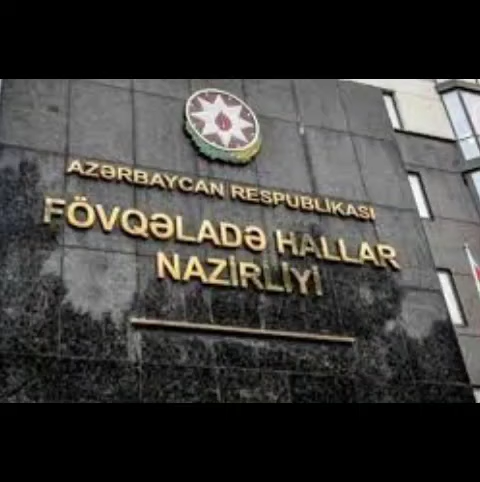 AZƏRBAYCAN RESPUBLİKASI
FÖVQƏLADƏ HALLAR
NAZİRLİYİ